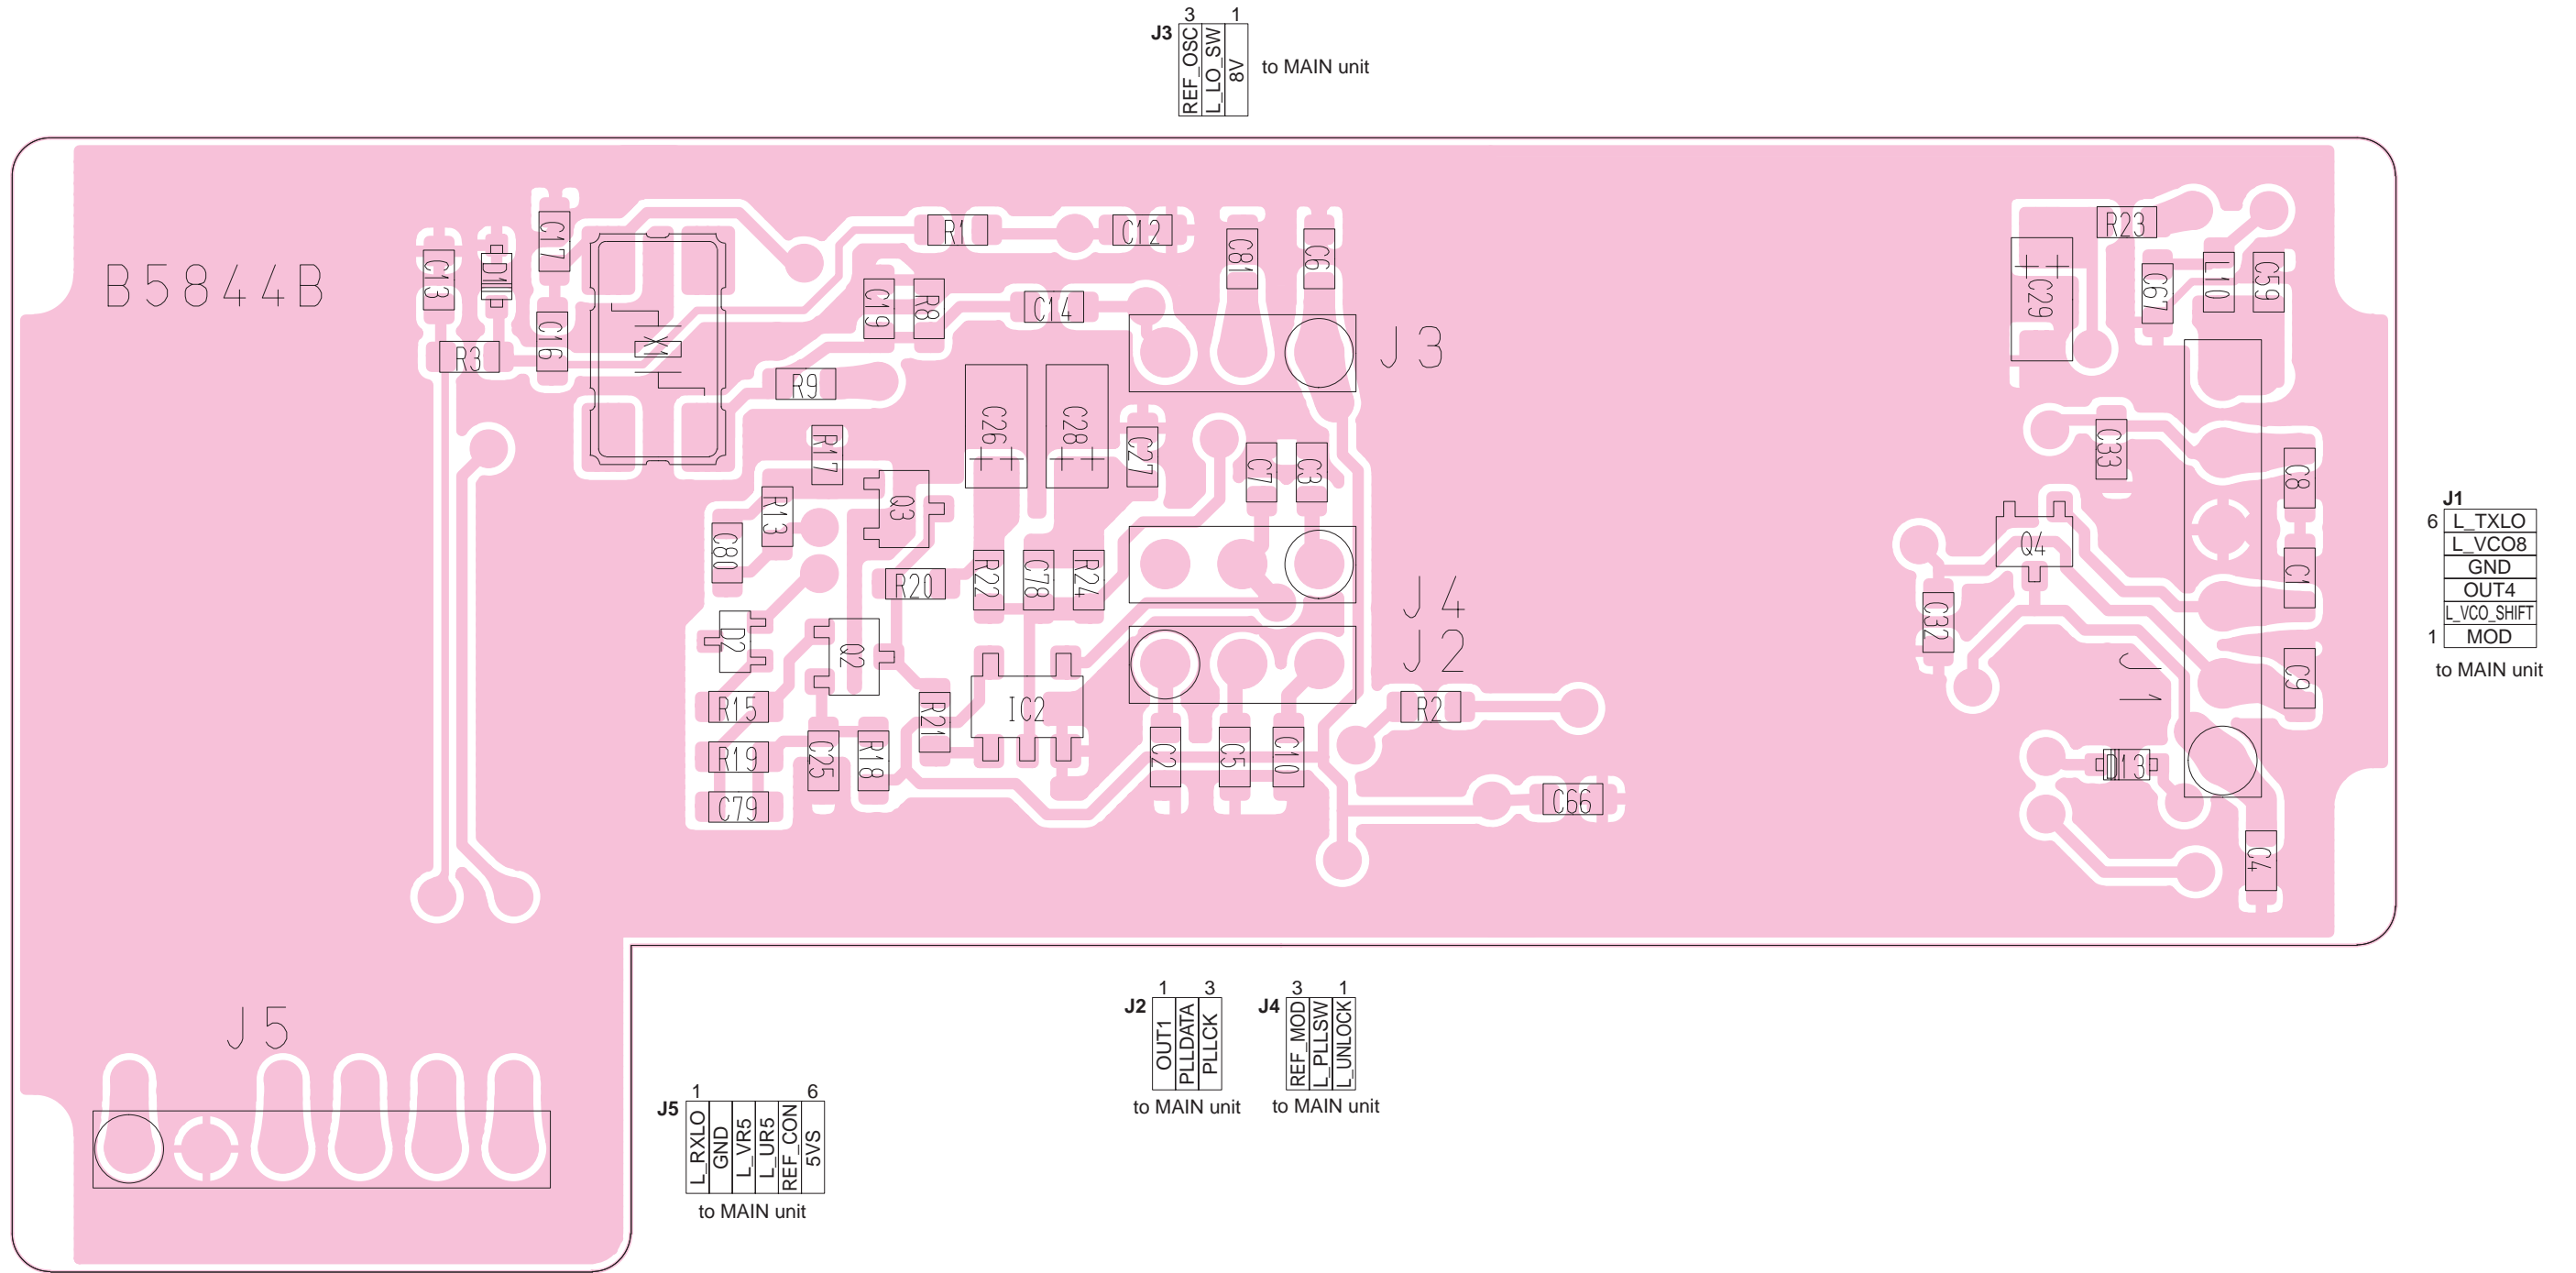 3 1
J3 REF_OSC L_LO_SW 8V to MAIN unit
B5844B
C13 D1 C17 R1 C12 C81 C6 R23
C16 R3 X1 C19 R8 C14 J3 C29 C67 L10 C59
R9
C26 C28 C27 C7 C3 C33 C8
R17 R13 Q3
C80 R20 R22 C78 R24 Q4 C1
J4
D2 Q2 J2 C32
R15 R21 IC2 R2 J1 C9
R19 C25 R18 C2 C5 C10 D13
C79 C66
C4
J1
6 L_TXLO
L_VCO8
GND
OUT4
L_VCO_SHIFT
1 MOD
to MAIN unit
J5
1 3
J2 OUT1 PLLDATA PLLCK
to MAIN unit
3 1
J4 REF_MOD L_PLLSW L_UNLOCK
to MAIN unit
1 6
J5 L_RXLO GND L_VR5 L_UR5 REF_CON 5VS
to MAIN unit